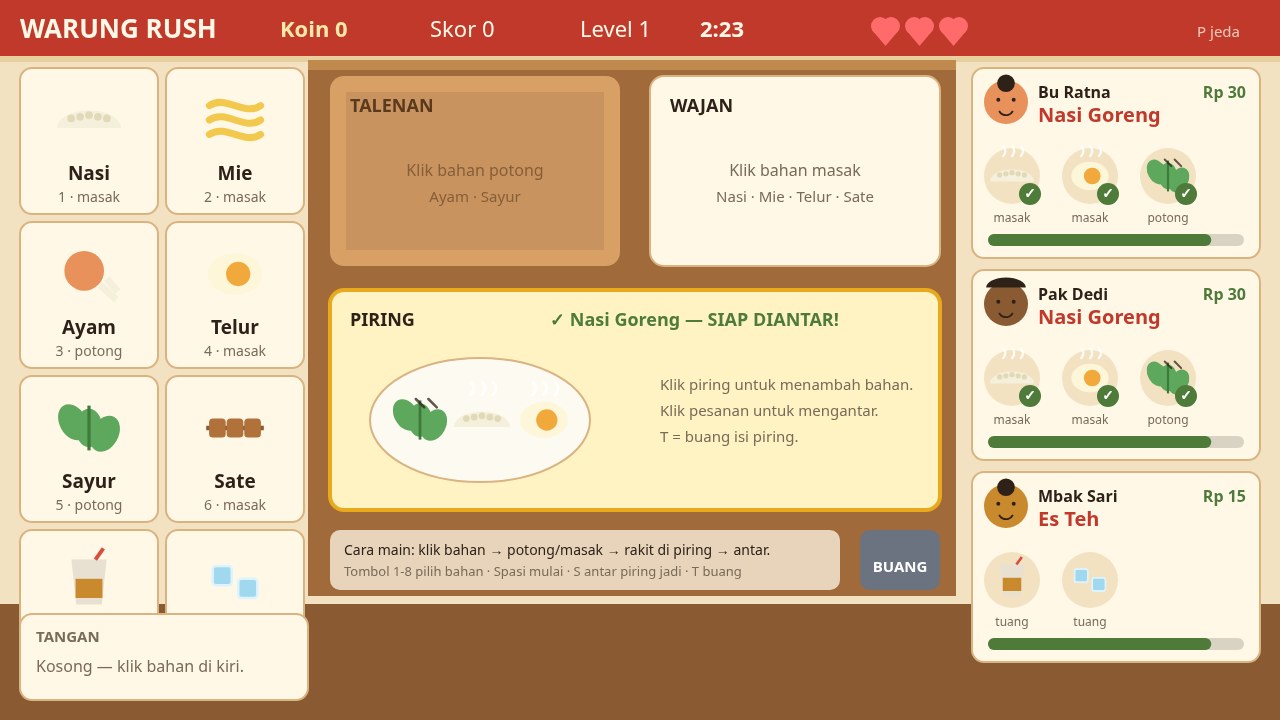 WARUNG RUSH
Koin 0
Skor 0
Level 1
2:23
P jeda
Nasi
1 · masak
Mie
2 · masak
Ayam
3 · potong
Telur
4 · masak
Sayur
5 · potong
Sate
6 · masak
TANGAN
Kosong — klik bahan di kiri.
TALENAN
Klik bahan potong
Ayam · Sayur
WAJAN
Klik bahan masak
Nasi · Mie · Telur · Sate
PIRING
✓ Nasi Goreng — SIAP DIANTAR!
Klik piring untuk menambah bahan.
Klik pesanan untuk mengantar.
T = buang isi piring.
Cara main: klik bahan → potong/masak → rakit di piring → antar.
Tombol 1-8 pilih bahan · Spasi mulai · S antar piring jadi · T buang
BUANG
Bu Ratna
Rp 30
Nasi Goreng
masak
masak
potong
Pak Dedi
Rp 30
Nasi Goreng
masak
masak
potong
Mbak Sari
Rp 15
Es Teh
tuang
tuang